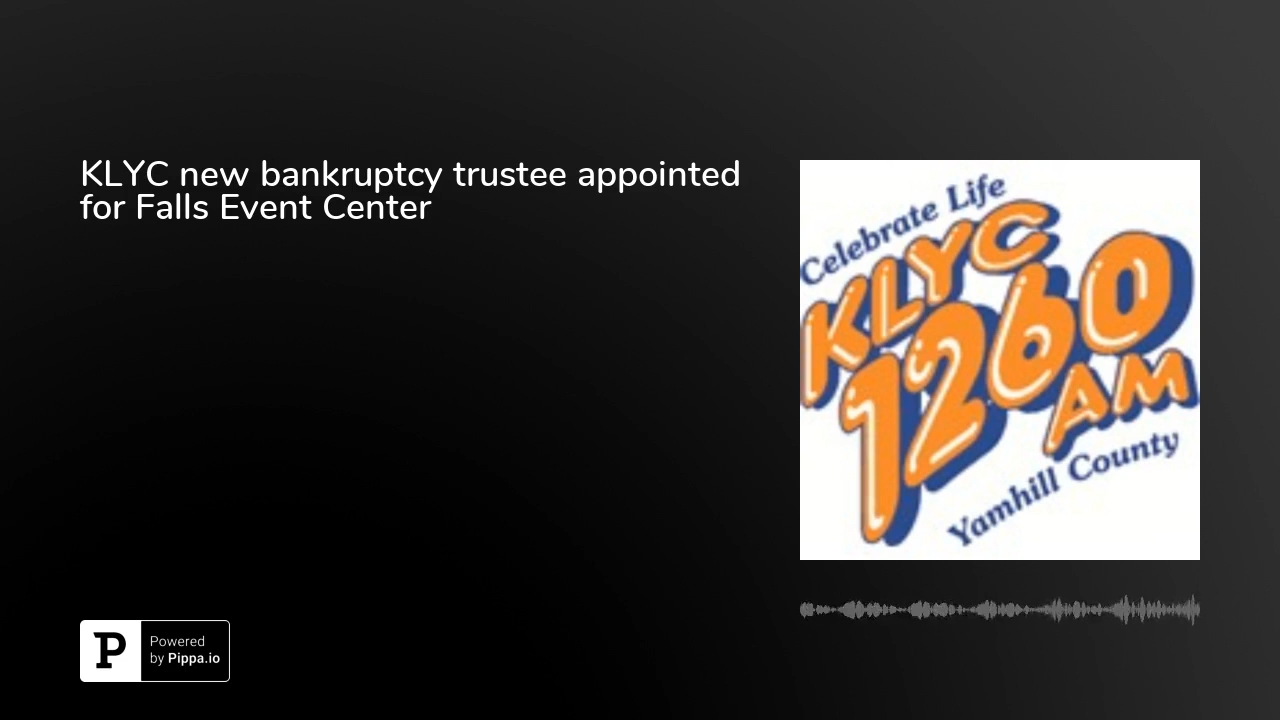 KLYC new bankruptcy trustee appointed
for Falls Event Center
Celebrate Life
KLYC
1260
AM
Yamhill County
P
Powered
by Pippa.io